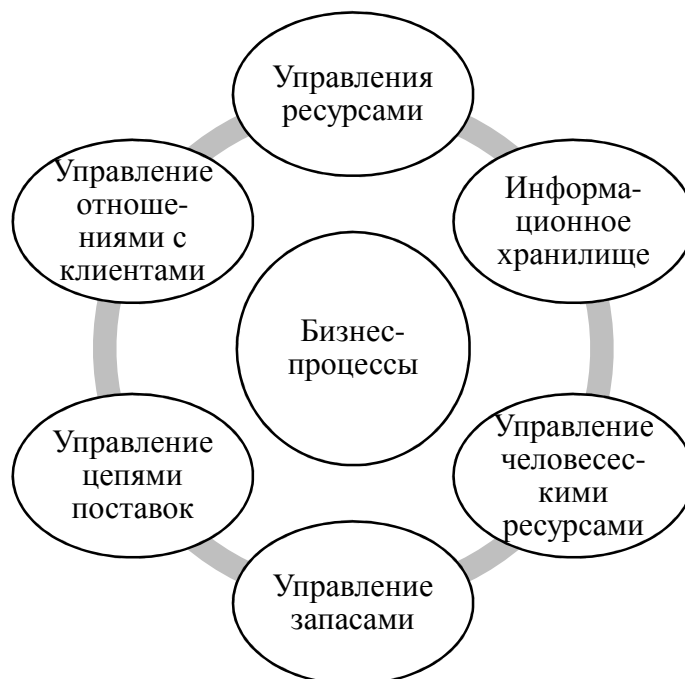 Управления
ресурсами
Информа-
ционное
хранилище
Управление
человесес-
кими
ресурсами
Управление
запасами
Управление
цепями
поставок
Управление
отноше-
ниями с
клиентами
Бизнес-
процессы